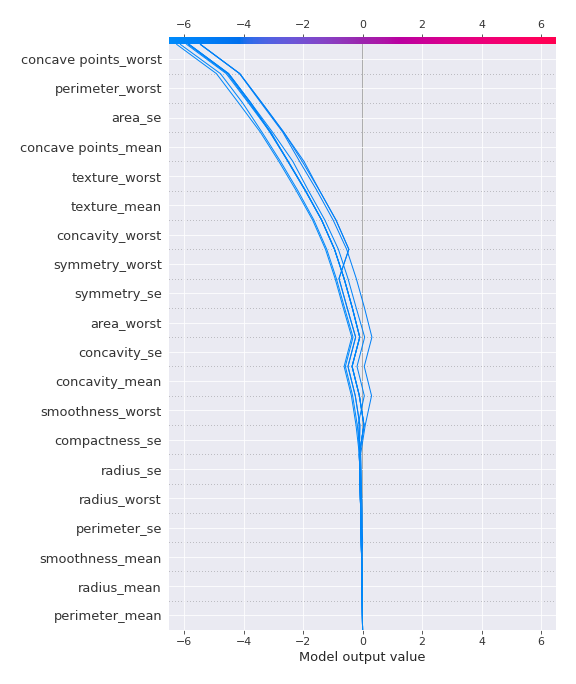 −6 −4 −2 0 2 4 6
concave points_worst
perimeter_worst
area_se
concave points_mean
texture_worst
texture_mean
concavity_worst
symmetry_worst
symmetry_se
area_worst
concavity_se
concavity_mean
smoothness_worst
compactness_se
radius_se
radius_worst
perimeter_se
smoothness_mean
radius_mean
perimeter_mean
−6 −4 −2 0 2 4 6
Model output value